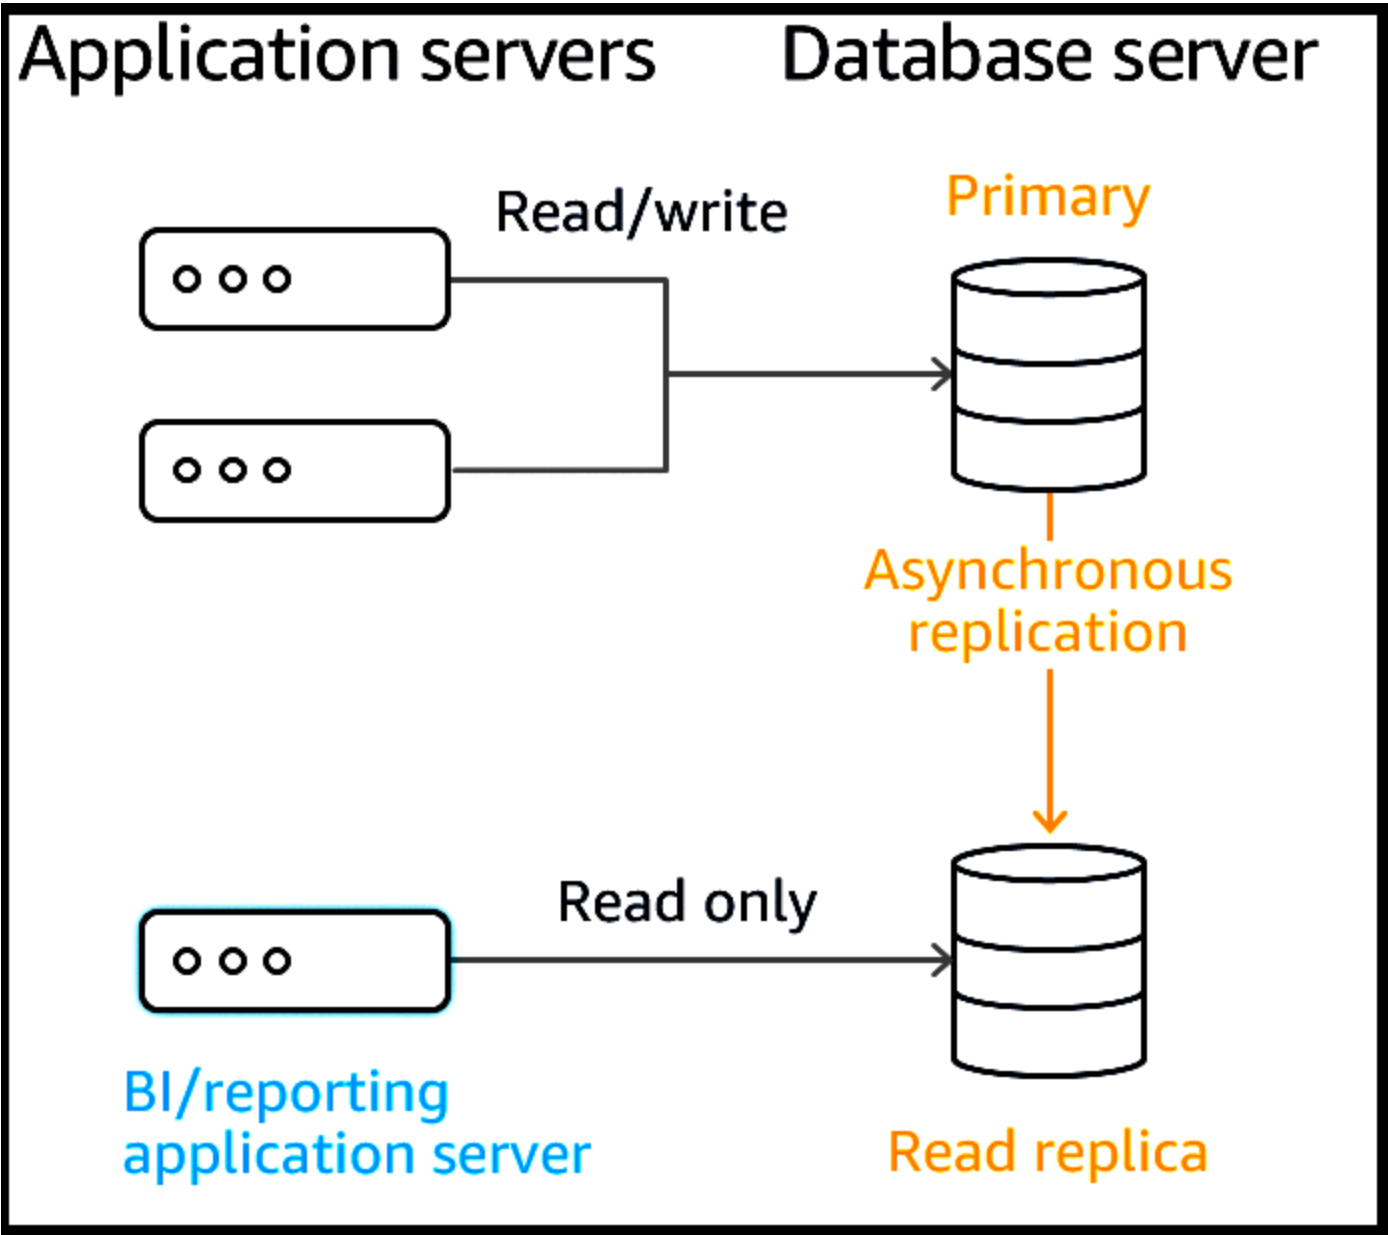 Application servers
Database server
Read/write
Primary
Asynchronous
replication
Read only
BI/reporting
application server
Read replica